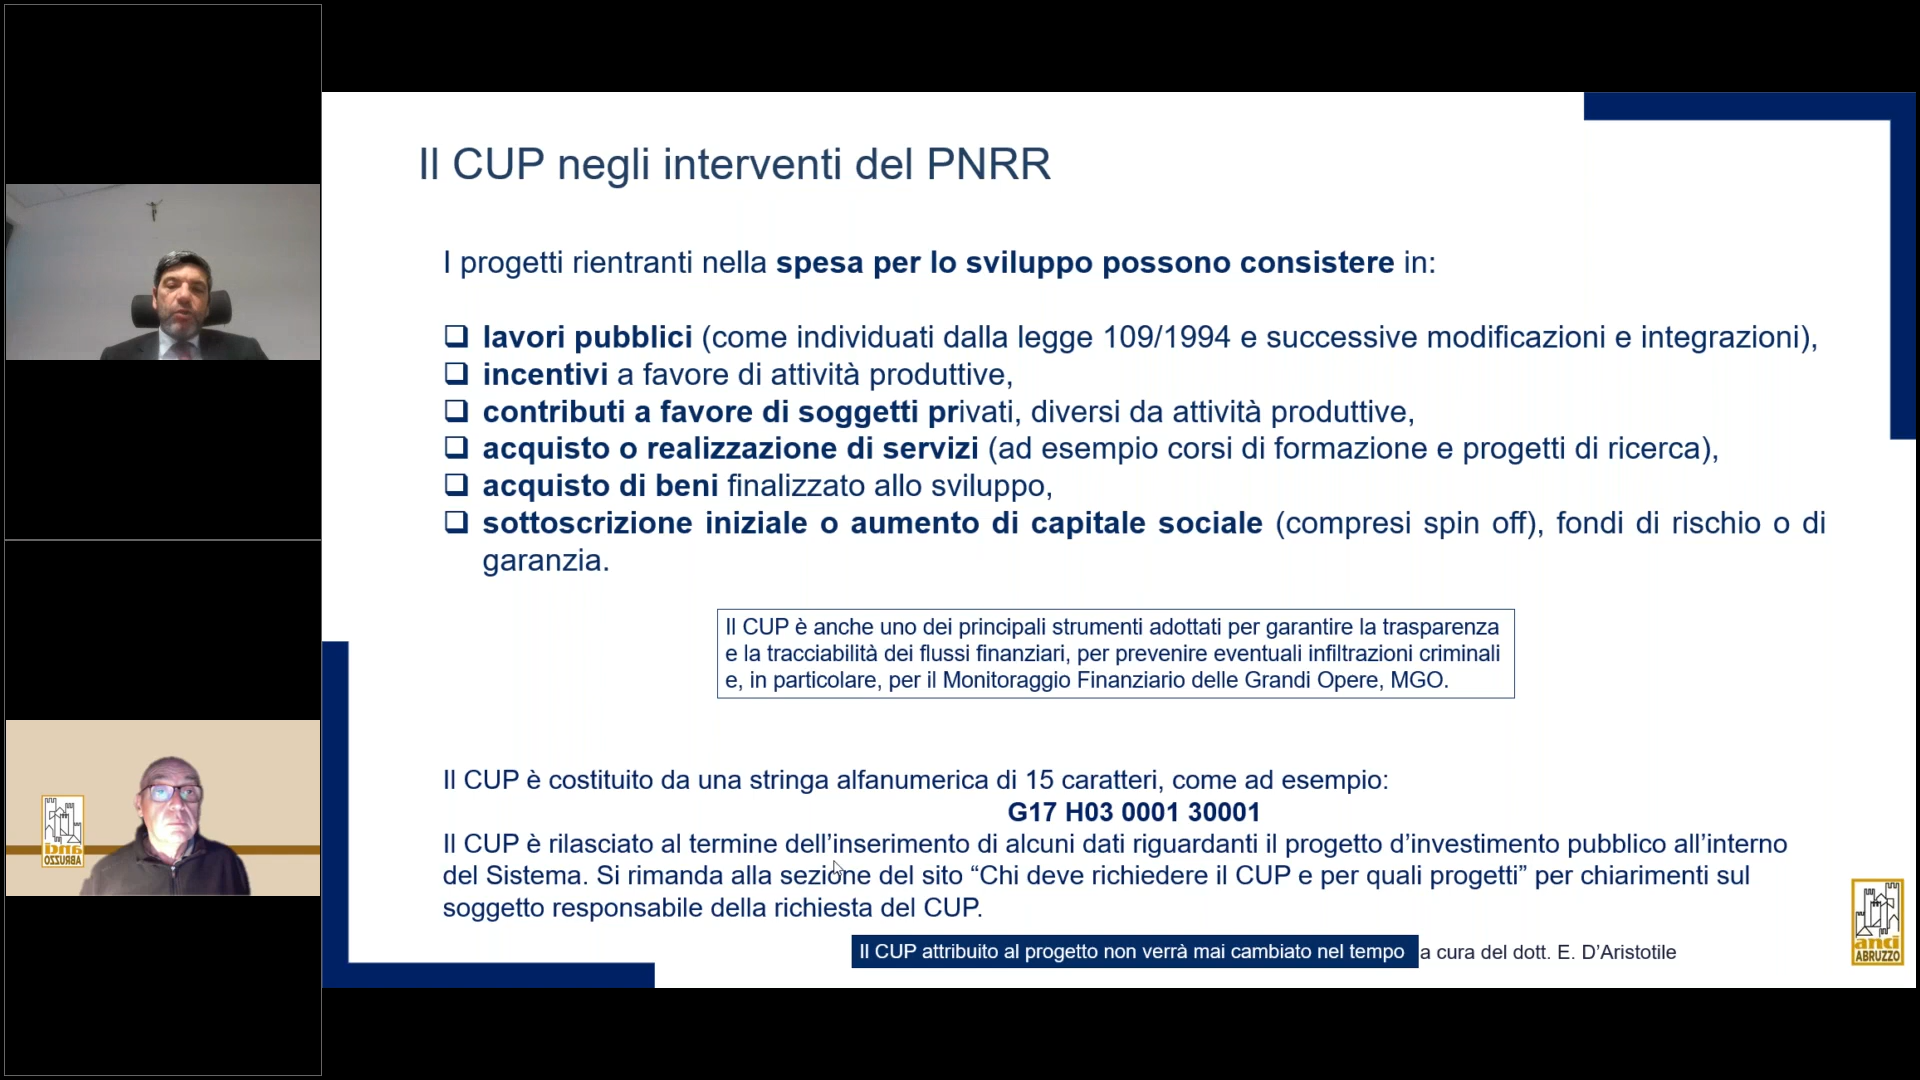 Il CUP negli interventi del PNRR
I progetti rientranti nella spesa per lo sviluppo possono consistere in:
❑ lavori pubblici (come individuati dalla legge 109/1994 e successive modificazioni e integrazioni),
❑ incentivi a favore di attività produttive,
❑ contributi a favore di soggetti privati, diversi da attività produttive,
❑ acquisto o realizzazione di servizi (ad esempio corsi di formazione e progetti di ricerca),
❑ acquisto di beni finalizzato allo sviluppo,
❑ sottoscrizione iniziale o aumento di capitale sociale (compresi spin off), fondi di rischio o di
garanzia.
Il CUP è anche uno dei principali strumenti adottati per garantire la trasparenza
e la tracciabilità dei flussi finanziari, per prevenire eventuali infiltrazioni criminali
e, in particolare, per il Monitoraggio Finanziario delle Grandi Opere, MGO.
Il CUP è costituito da una stringa alfanumerica di 15 caratteri, come ad esempio:
G17 H03 0001 30001
Il CUP è rilasciato al termine dell’inserimento di alcuni dati riguardanti il progetto d’investimento pubblico all’interno
del Sistema. Si rimanda alla sezione del sito “Chi deve richiedere il CUP e per quali progetti” per chiarimenti sul
soggetto responsabile della richiesta del CUP.
Il CUP attribuito al progetto non verrà mai cambiato nel tempo
a cura del dott. E. D’Aristotile
anci
ABRUZZO
anci
ABRUZZO